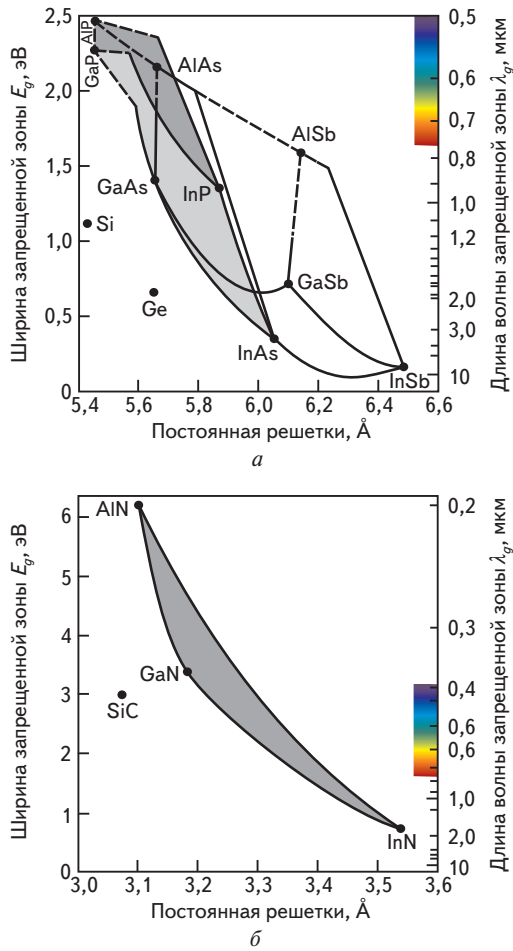 Ширина запрещенной зоны E_g, эВ
2,5
2,0
1,5
1,0
0,5
0
AlP
GaP
AlAs
AlSb
GaAs
InP
Si
Ge
GaSb
InAs
InSb
0,5
0,6
0,7
0,8
1,0
1,2
2,0
3,0
10
Длина волны запрещенной зоны λ_g, мкм
5,4 5,6 5,8 6,0 6,2 6,4 6,6
Постоянная решетки, Å
а
Ширина запрещенной зоны E_g, эВ
6
5
4
3
2
1
0
AlN
GaN
SiC
InN
0,2
0,3
0,4
0,6
0,6
1,0
2,0
10
Длина волны запрещенной зоны λ_g, мкм
3,0 3,1 3,2 3,3 3,4 3,5 3,6
Постоянная решетки, Å
б